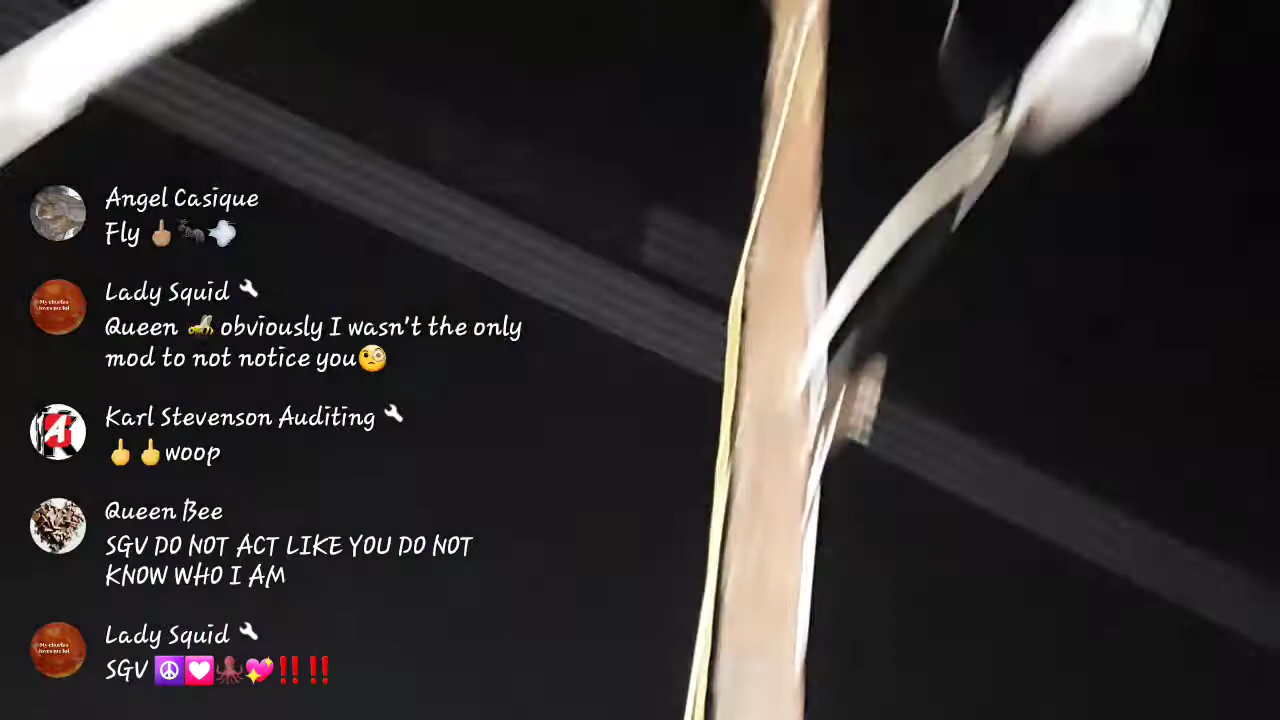 Angel Casique
Fly 🖕🏽🐜💨
Lady Squid 🔧
Queen 🐝 obviously I wasn't the only
mod to not notice you🧐
Karl Stevenson Auditing 🔧
🖕🖕woop
Queen Bee
SGV DO NOT ACT LIKE YOU DO NOT
KNOW WHO I AM
Lady Squid 🔧
SGV ☮️💟🐙💖‼️‼️